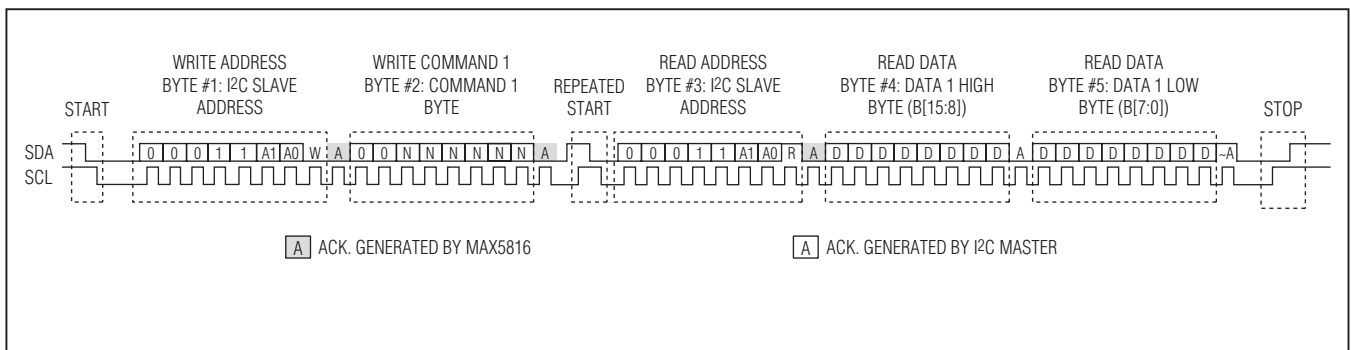 WRITE ADDRESS
BYTE #1: I2C SLAVE
ADDRESS
WRITE COMMAND 1
BYTE #2: COMMAND 1
BYTE
READ ADDRESS
BYTE #3: I2C SLAVE
ADDRESS
READ DATA
BYTE #4: DATA 1 HIGH
BYTE (B[15:8])
READ DATA
BYTE #5: DATA 1 LOW
BYTE (B[7:0])
START
REPEATED
START
STOP
SDA 0 0 0 1 1 A1 A0 W A 0 0 N N N N N N A 0 0 0 1 1 A1 A0 R A D D D D D D D D A D D D D D D D D ~A
SCL
A ACK. GENERATED BY MAX5816
A ACK. GENERATED BY I2C MASTER